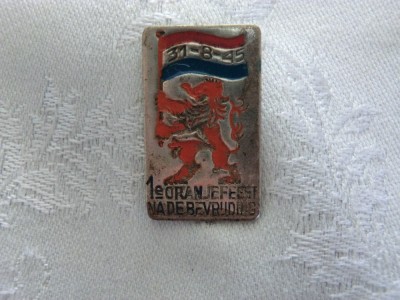 31-8-45
1e ORANJEFEEST
NA DE BEVRIJDING